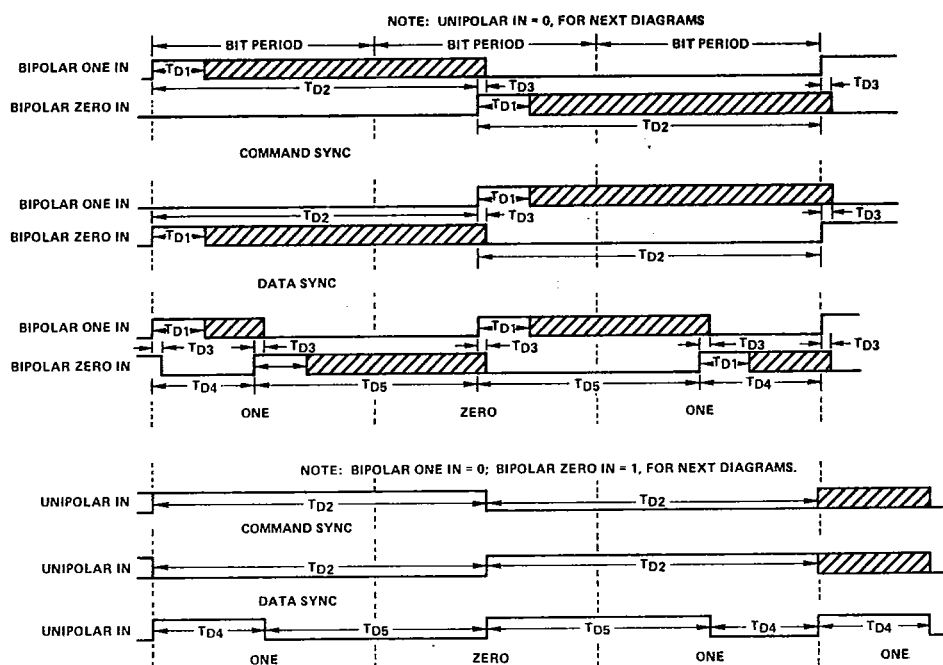 NOTE: UNIPOLAR IN = 0, FOR NEXT DIAGRAMS
BIT PERIOD BIT PERIOD BIT PERIOD
BIPOLAR ONE IN TD1
TD2 TD3 TD3
BIPOLAR ZERO IN TD1
TD2
COMMAND SYNC
BIPOLAR ONE IN TD1
TD2 TD3 TD3
BIPOLAR ZERO IN TD1
TD2
DATA SYNC
BIPOLAR ONE IN TD1 TD1
TD3 TD3 TD3 TD3 TD3
BIPOLAR ZERO IN TD1
TD4 TD5 TD5 TD4
ONE ZERO ONE
NOTE: BIPOLAR ONE IN = 0; BIPOLAR ZERO IN = 1, FOR NEXT DIAGRAMS.
UNIPOLAR IN TD2 TD2
COMMAND SYNC
UNIPOLAR IN TD2 TD2
DATA SYNC
UNIPOLAR IN TD4 TD5 TD5 TD4 TD4
ONE ZERO ONE ONE